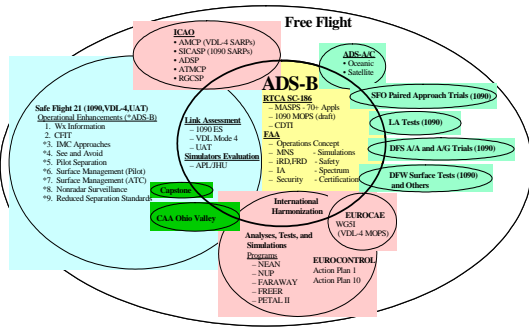 Free Flight
ICAO
• AMCP (VDL-4 SARPs)
• SICASP (1090 SARPs)
• ADSP
• ATMCP
• RGCSP
ADS-A/C
• Oceanic
• Satellite
ADS-B
RTCA SC-186
– MASPS - 70+ Appls
– 1090 MOPS (draft)
– CDTI
FAA
– Operations Concept
– MNS - Simulations
– iRD,fRD - Safety
– IA - Spectrum
– Security - Certification
SFO Paired Approach Trials (1090)
LA Tests (1090)
DFS A/A and A/G Trials (1090)
DFW Surface Tests (1090)
and Others
Safe Flight 21 (1090,VDL-4,UAT)
Operational Enhancements (*ADS-B)
1. Wx Information
2. CFIT
*3. IMC Approaches
*4. See and Avoid
*5. Pilot Separation
*6. Surface Management (Pilot)
*7. Surface Management (ATC)
*8. Nonradar Surveillance
*9. Reduced Separation Standards
Link Assessment
– 1090 ES
– VDL Mode 4
– UAT
Simulators Evaluation
– APL/JHU
Capstone
CAA Ohio Valley
International
Harmonization
EUROCAE
WG51
(VDL-4 MOPS)
Analyses, Tests, and
Simulations
Programs
– NEAN
– NUP
– FARAWAY
– FREER
– PETAL II
EUROCONTROL
Action Plan 1
Action Plan 10